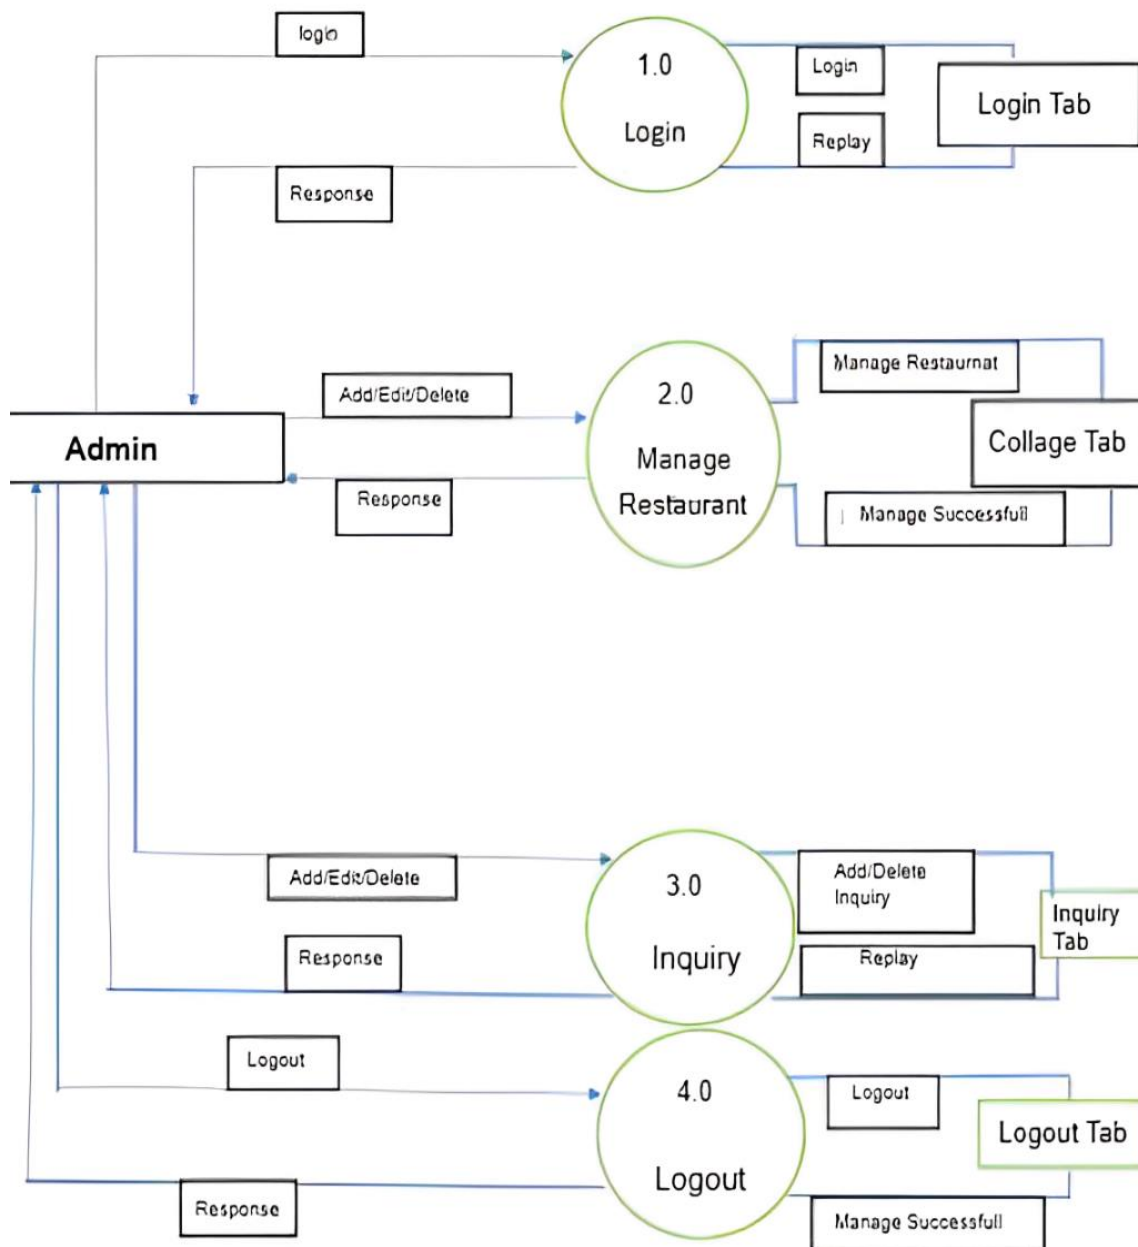 login
1.0
Login
Login
Replay
Login Tab
Response
Manage Restaurnat
Add/Edit/Delete
2.0
Manage
Restaurant
Collage Tab
Admin
Response
Manage Successfull
Add/Edit/Delete
3.0
Inquiry
Add/Delete
Inquiry
Inquiry
Tab
Response
Replay
Logout
4.0
Logout
Logout
Logout Tab
Response
Manage Successfull